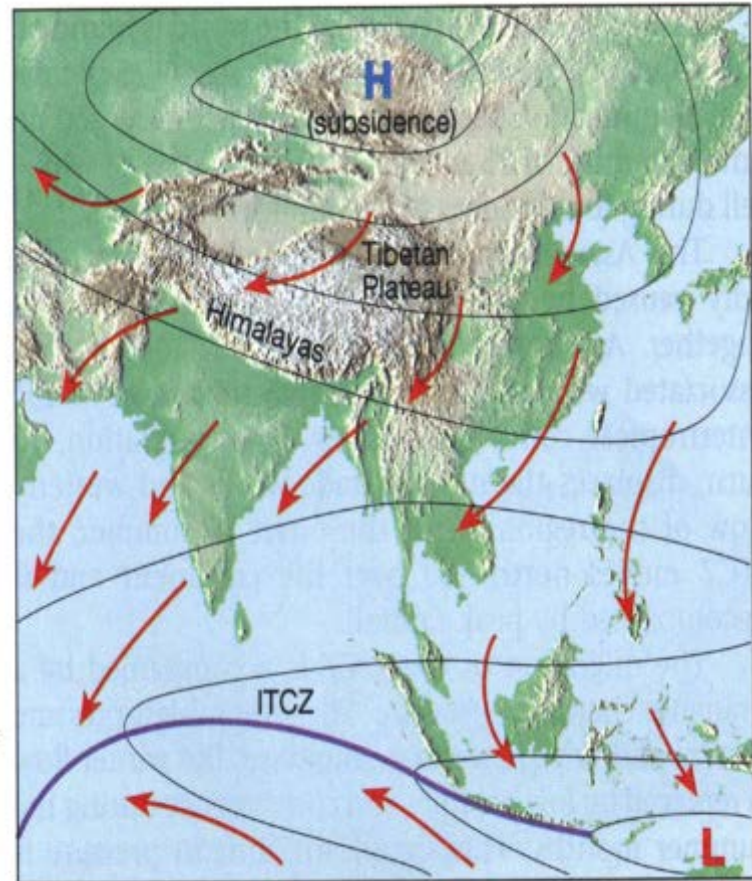 H
(subsidence)
Tibetan
Plateau
Himalayas
ITCZ
L